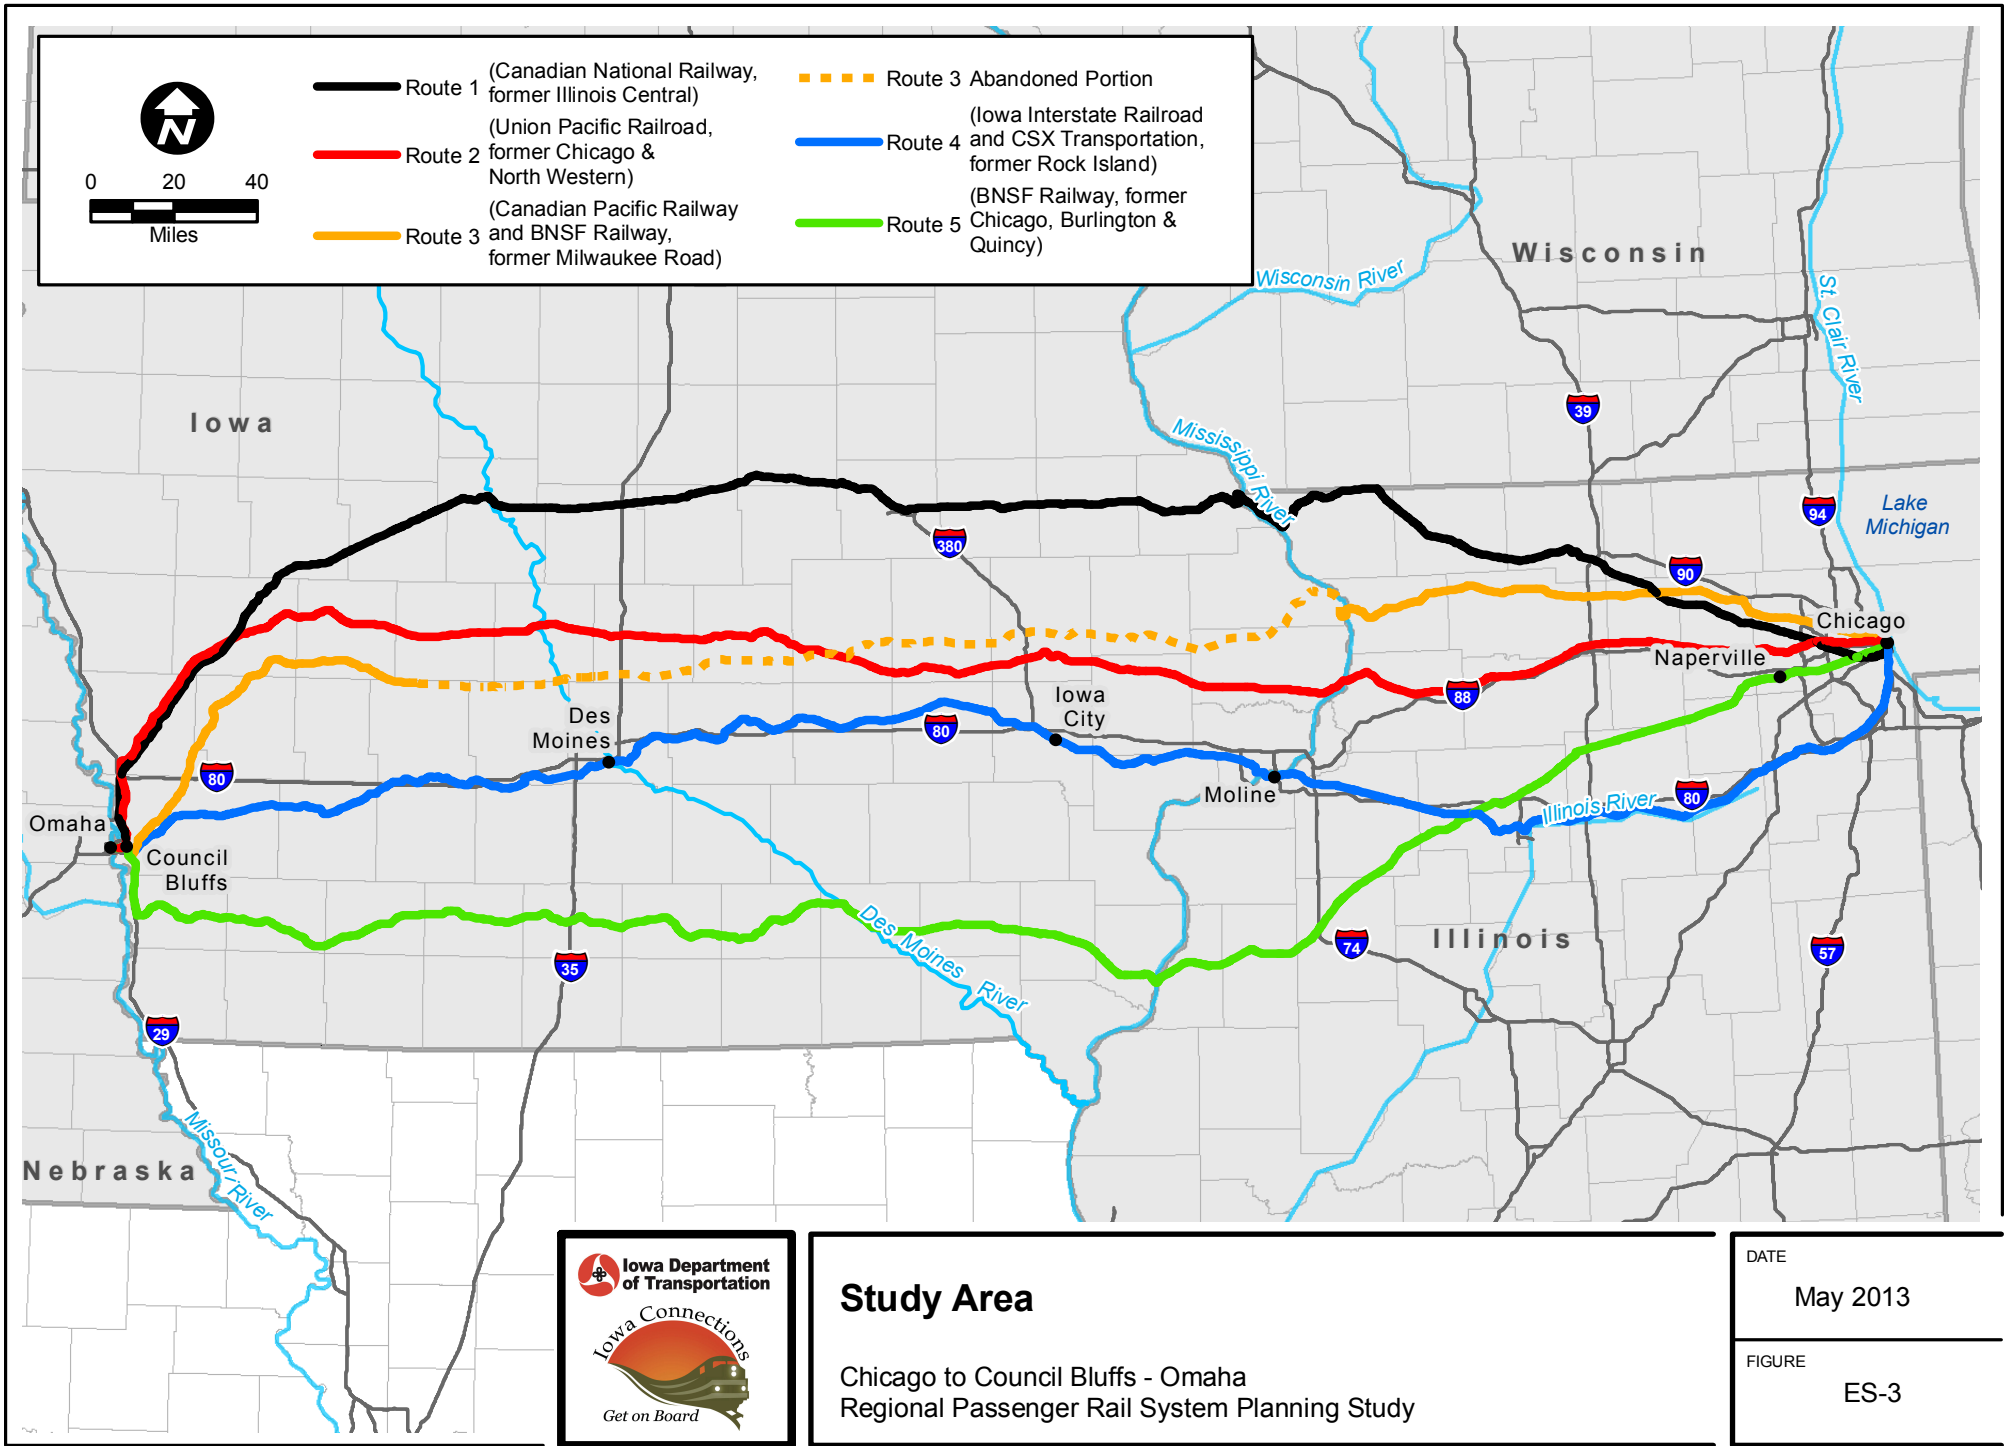 N
0 20 40
Miles
Route 1 (Canadian National Railway,
former Illinois Central)
Route 2 (Union Pacific Railroad,
former Chicago &
North Western)
Route 3 (Canadian Pacific Railway
and BNSF Railway,
former Milwaukee Road)
Route 3 Abandoned Portion
Route 4 (Iowa Interstate Railroad
and CSX Transportation,
former Rock Island)
Route 5 (BNSF Railway, former
Chicago, Burlington &
Quincy)
Wisconsin
Wisconsin River
St. Clair River
Iowa
39
Mississippi River
Lake
Michigan
94
380
90
Chicago
Naperville
88
Iowa
City
Des
Moines
80
80
Moline
Illinois River
80
Omaha
Council
Bluffs
Des Moines River
Illinois
74
57
35
29
Missouri River
Nebraska
Iowa Department
of Transportation
Iowa Connections
Get on Board
Study Area
Chicago to Council Bluffs - Omaha
Regional Passenger Rail System Planning Study
DATE
May 2013
FIGURE
ES-3